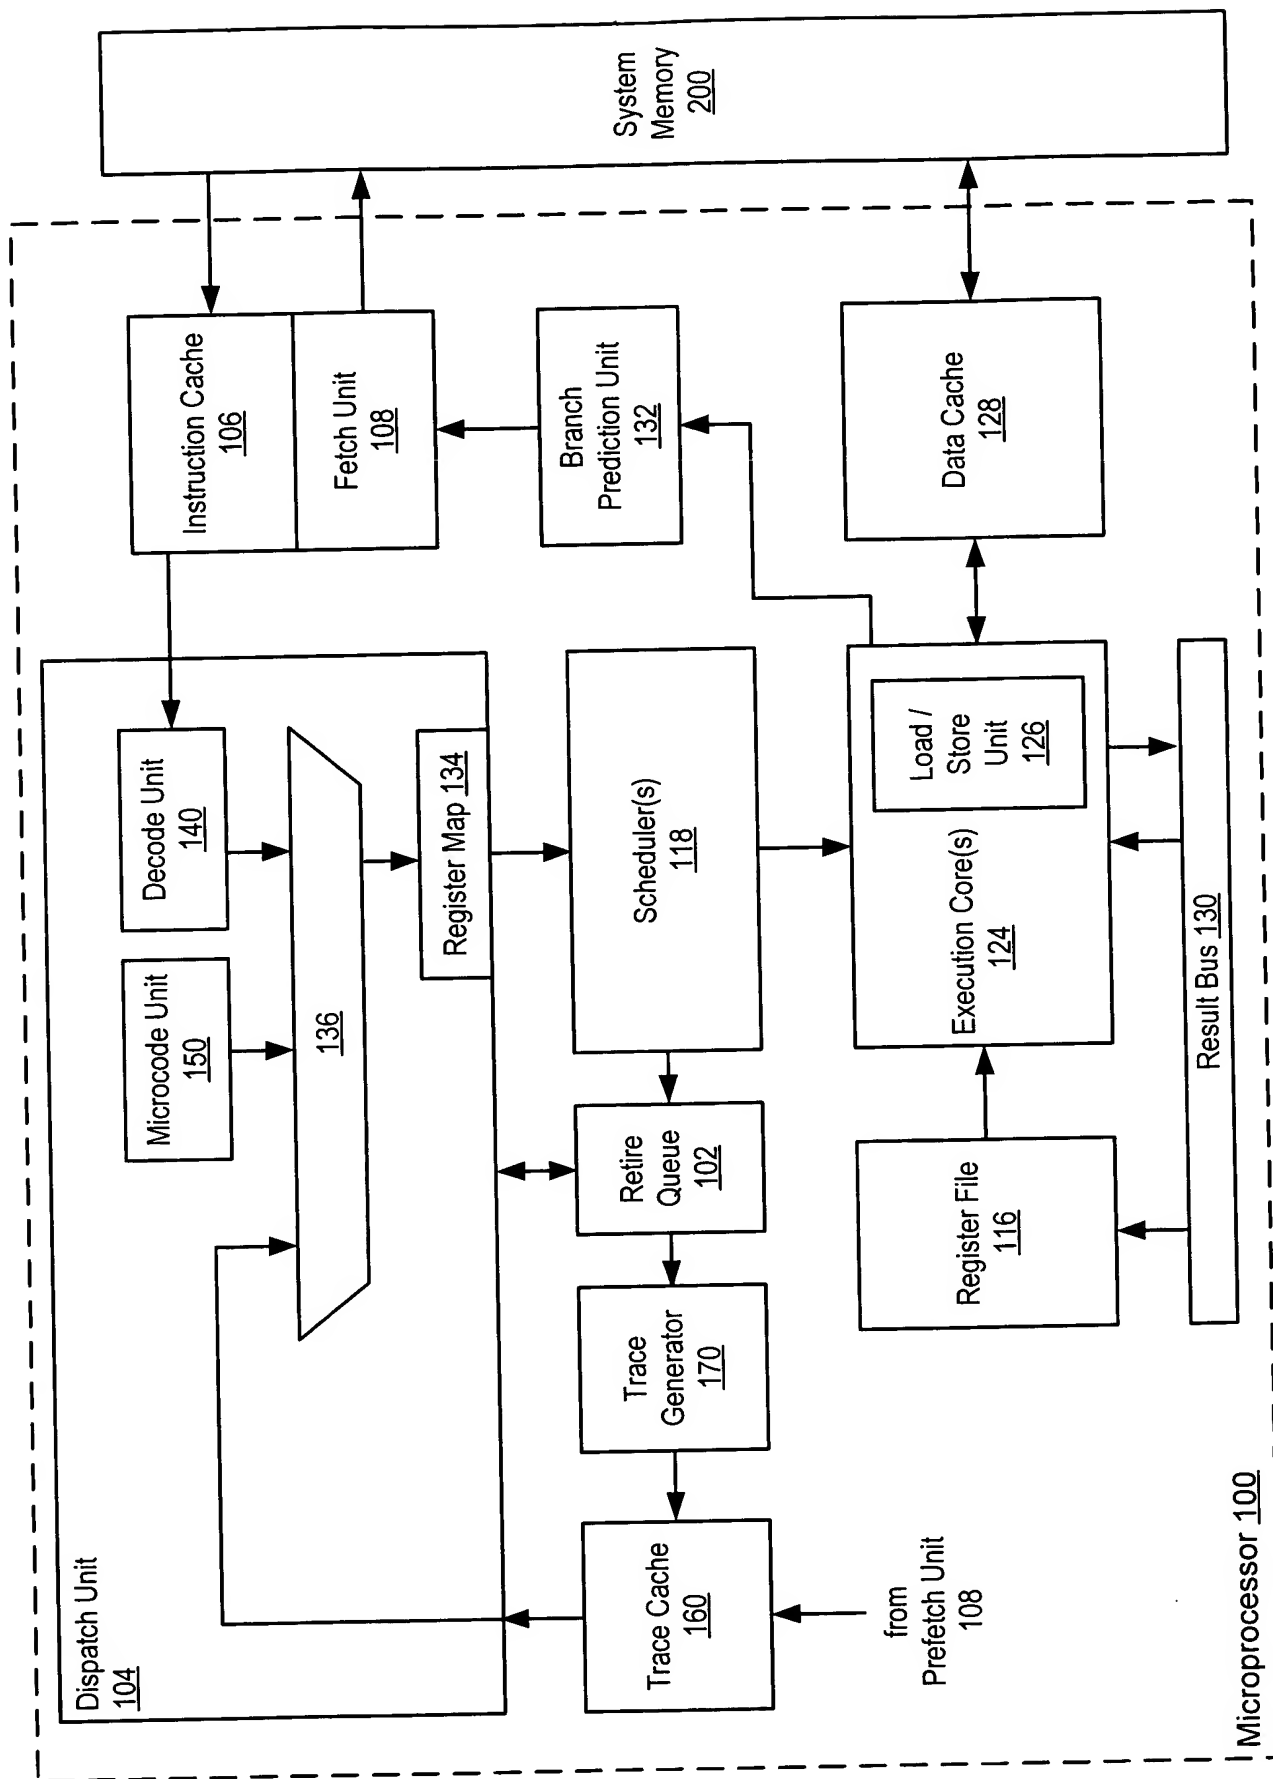 Dispatch Unit
104
Microcode Unit
150
Decode Unit
140
136
Register Map 134
Instruction Cache
106
Fetch Unit
108
System
Memory
200
Trace Cache
160
Trace
Generator
170
Retire
Queue
102
Scheduler(s)
118
Branch
Prediction Unit
132
from
Prefetch Unit
108
Register File
116
Execution Core(s)
124
Load /
Store
Unit
126
Data Cache
128
Result Bus 130
Microprocessor 100